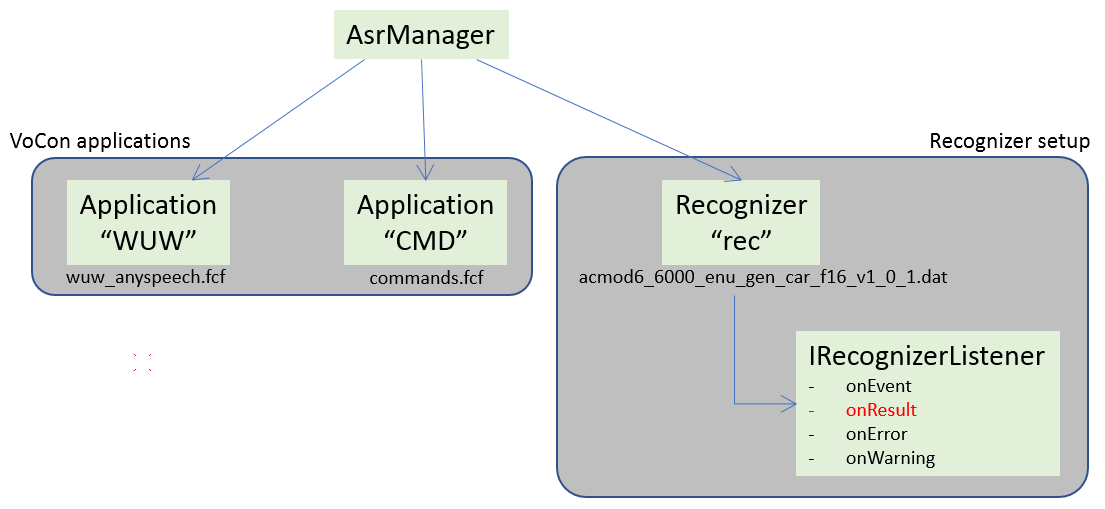 AsrManager
VoCon applications
Recognizer setup
Application
“WUW”
wuw_anyspeech.fcf
Application
“CMD”
commands.fcf
Recognizer
“rec”
acmod6_6000_enu_gen_car_f16_v1_0_1.dat
IRecognizerListener
- onEvent
- onResult
- onError
- onWarning